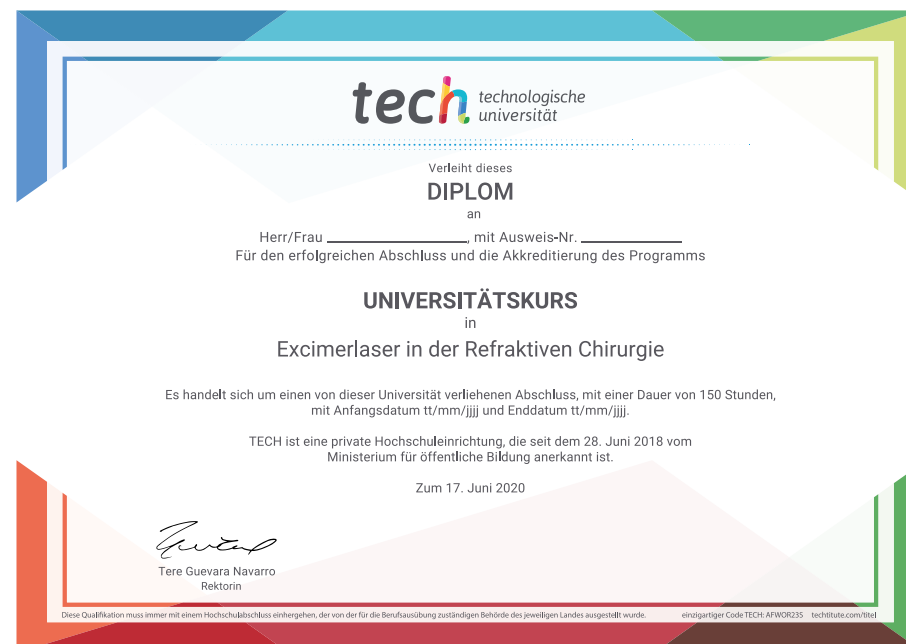 tech technologische
universität
Verleiht dieses
DIPLOM
an
Herr/Frau ____________________, mit Ausweis-Nr. ______________
Für den erfolgreichen Abschluss und die Akkreditierung des Programms
UNIVERSITÄTSKURS
in
Excimerlaser in der Refraktiven Chirurgie
Es handelt sich um einen von dieser Universität verliehenen Abschluss, mit einer Dauer von 150 Stunden,
mit Anfangsdatum tt/mm/jjjj und Enddatum tt/mm/jjjj.
TECH ist eine private Hochschuleinrichtung, die seit dem 28. Juni 2018 vom
Ministerium für öffentliche Bildung anerkannt ist.
Zum 17. Juni 2020
Tere Guevara Navarro
Rektorin
Diese Qualifikation muss immer mit einem Hochschulabschluss einhergehen, der von der für die Berufsausübung zuständigen Behörde des jeweiligen Landes ausgestellt wurde. einzigartiger Code TECH: AFWOR235 techtitute.com/titel